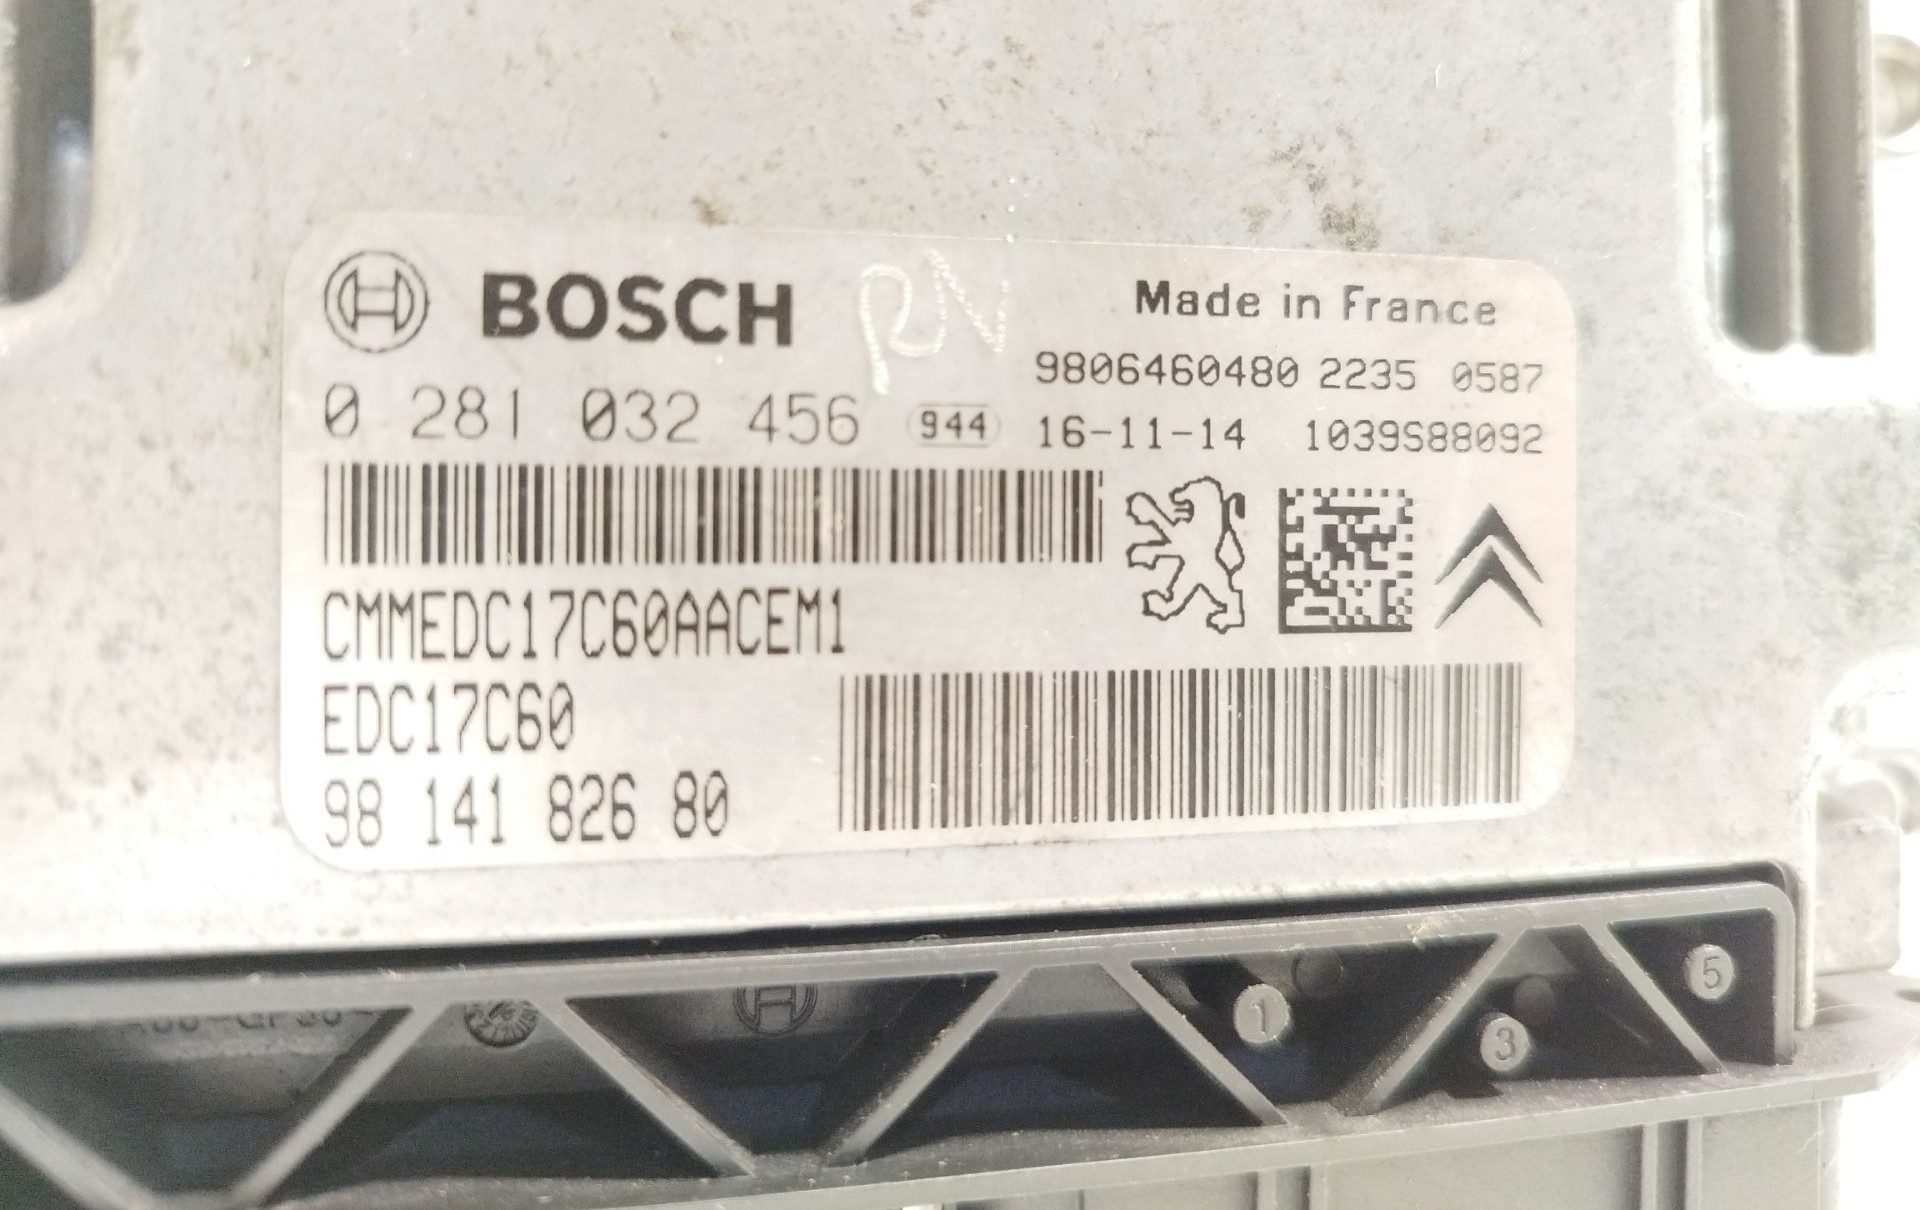 BOSCH
RN
Made in France
9806460480 2235 0587
0 281 032 456 944 16-11-14 1039S88092
CMMEDC17C60AACEM1
EDC17C60
98 141 826 80
1
3
5